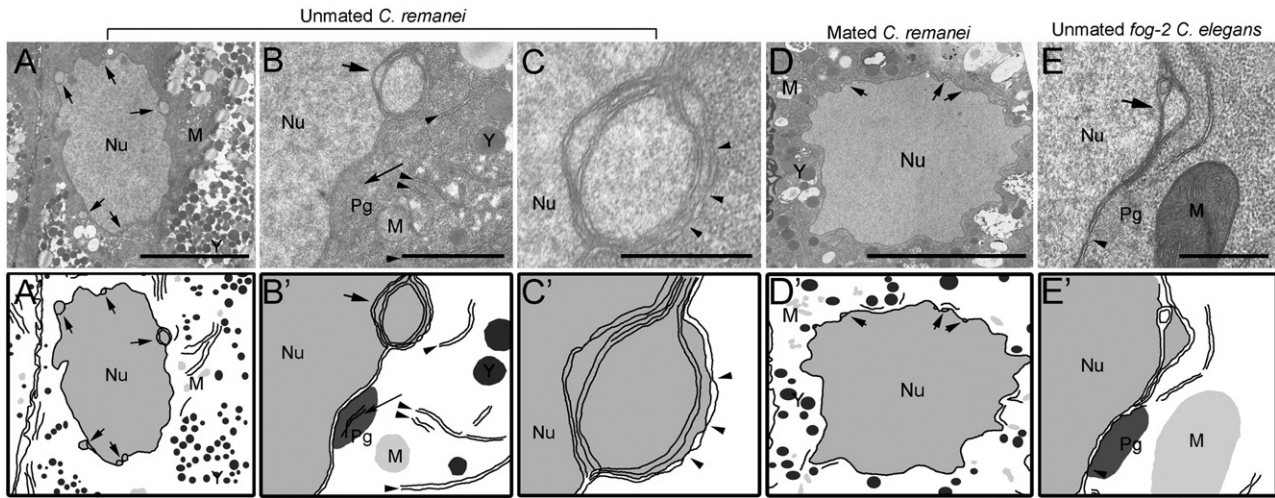 Unmated C. remanei
Mated C. remanei
Unmated fog-2 C. elegans
A
Nu
M
Y
B
Nu
Y
Pg
M
C
Nu
D
M
Y
Nu
E
Nu
Pg
M
A
Nu
M
Y
B'
Nu
Y
Pg
M
C'
Nu
D'
M
Y
Nu
E'
Nu
Pg
M